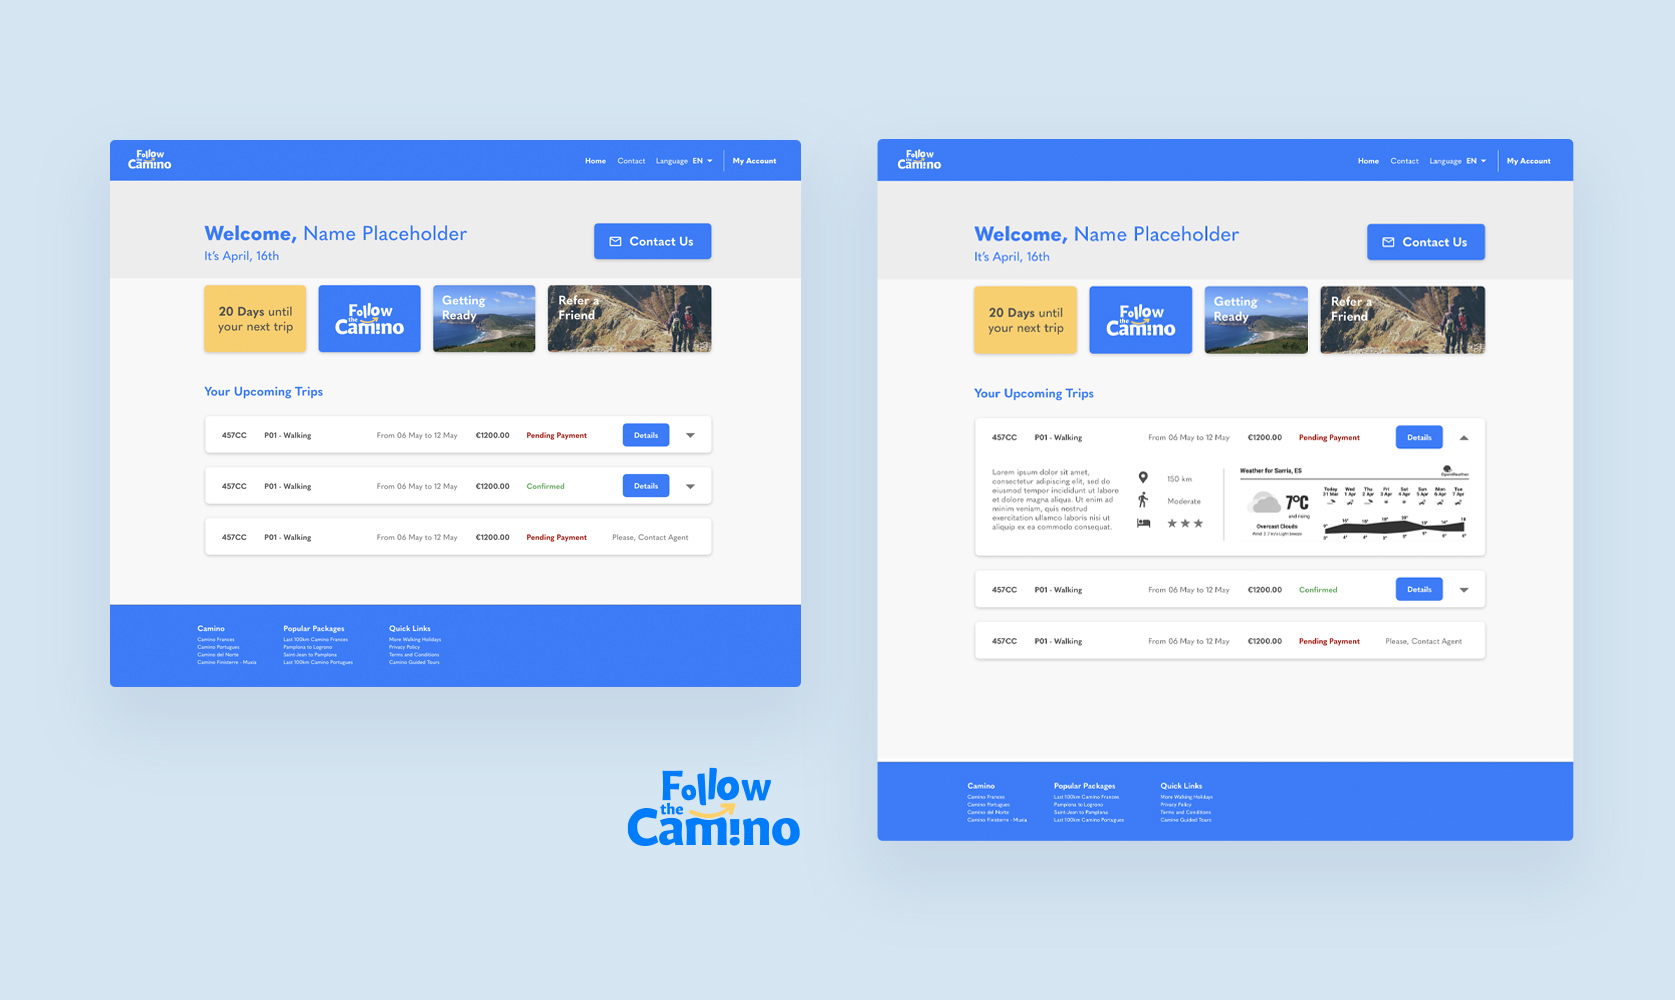 Follow
the
Camino
Home Contact Language EN My Account
Welcome, Name Placeholder
It's April, 16th
Contact Us
20 Days until
your next trip
Follow
the
Camino
Getting
Ready
Refer a
Friend
Your Upcoming Trips
457CC P01 - Walking From 06 May to 12 May €1200.00 Pending Payment Details
457CC P01 - Walking From 06 May to 12 May €1200.00 Confirmed Details
457CC P01 - Walking From 06 May to 12 May €1200.00 Pending Payment Please, Contact Agent
Camino Popular Packages Quick Links
Camino Frances Last 100km Camino Frances More Walking Holidays
Camino Portugues Pamplona to Logrono Privacy Policy
Camino del Norte Saint-Jean to Pamplona Terms and Conditions
Camino Finisterre - Muxia Last 100km Camino Portugues Camino Guided Tours
Follow
the
Camino
Follow
the
Camino
Home Contact Language EN My Account
Welcome, Name Placeholder
It's April, 16th
Contact Us
20 Days until
your next trip
Follow
the
Camino
Getting
Ready
Refer a
Friend
Your Upcoming Trips
457CC P01 - Walking From 06 May to 12 May €1200.00 Pending Payment Details
Lorem ipsum dolor sit amet,
consectetur adipiscing elit, sed do
eiusmod tempor incididunt ut labore
et dolore magna aliqua. Ut enim ad
minim veniam, quis nostrud
exercitation ullamco laboris nisi ut
aliquip ex ea commodo consequat.
150 km
Moderate
Weather for Sarria, ES
OpenWeather
7°C
and rising
Overcast Clouds
Today Wed Thu Fri Sat Sun Mon Tue
31 Mar 1 Apr 2 Apr 3 Apr 4 Apr 5 Apr 6 Apr 7 Apr
457CC P01 - Walking From 06 May to 12 May €1200.00 Confirmed Details
457CC P01 - Walking From 06 May to 12 May €1200.00 Pending Payment Please, Contact Agent
Camino Popular Packages Quick Links
Camino Frances Last 100km Camino Frances More Walking Holidays
Camino Portugues Pamplona to Logrono Privacy Policy
Camino del Norte Saint-Jean to Pamplona Terms and Conditions
Camino Finisterre - Muxia Last 100km Camino Portugues Camino Guided Tours